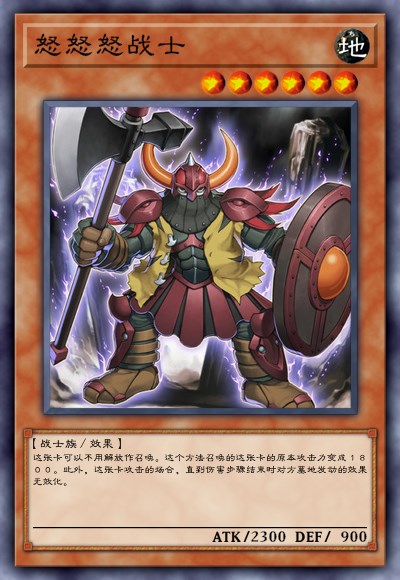 怒怒怒战士
地
【战士族／效果】
这张卡可以不用解放作召唤。这个方法召唤的这张卡的原本攻击力变成１
８００。此外，这张卡攻击的场合，直到伤害步骤结束时对方墓地发动的效果
无效化。
ATK/2300 DEF/ 900